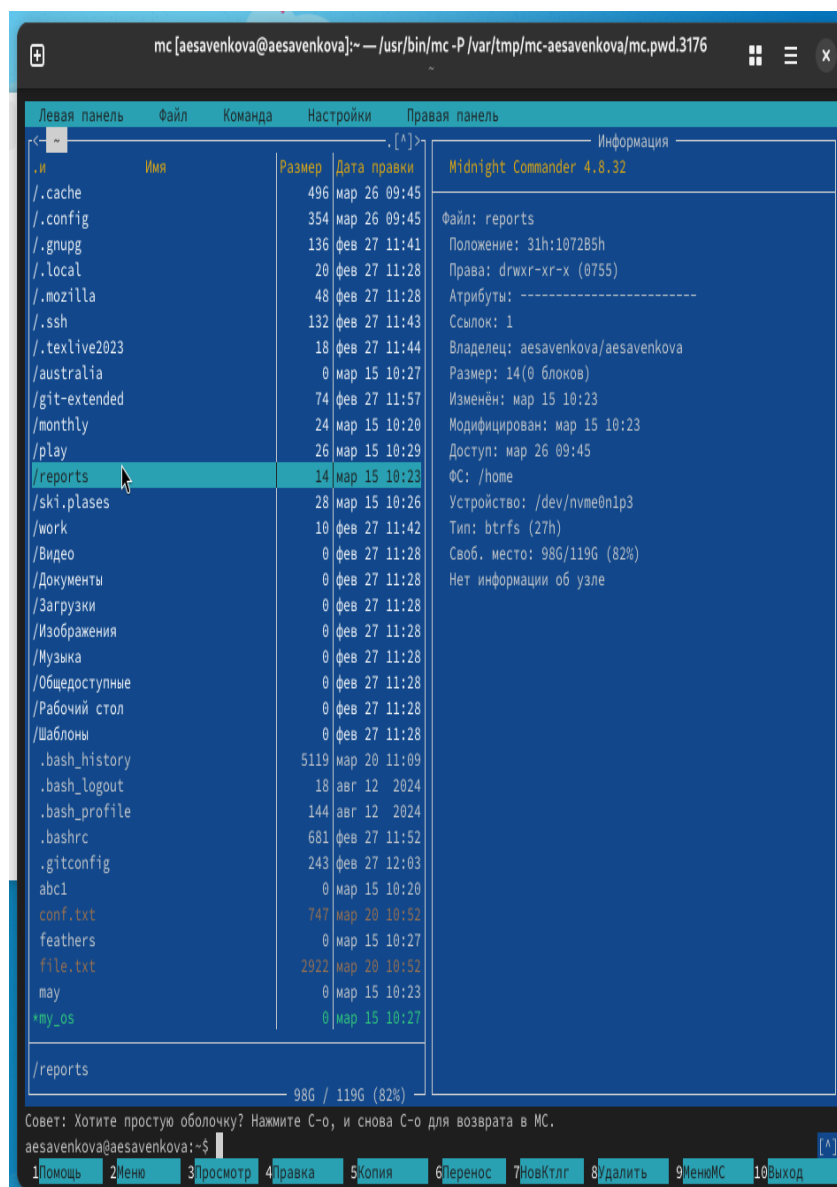 mc [aesavenkova@aesavenkova]:~ — /usr/bin/mc -P /var/tmp/mc-aesavenkova/mc.pwd.3176
~
Левая панель Файл Команда Настройки Правая панель
<— ~ .[^]>
.и Имя Размер Дата правки
/.cache 496 мар 26 09:45
/.config 354 мар 26 09:45
/.gnupg 136 фев 27 11:41
/.local 20 фев 27 11:28
/.mozilla 48 фев 27 11:28
/.ssh 132 фев 27 11:43
/.texlive2023 18 фев 27 11:44
/australia 0 мар 15 10:27
/git-extended 74 фев 27 11:57
/monthly 24 мар 15 10:20
/play 26 мар 15 10:29
/reports 14 мар 15 10:23
/ski.plases 28 мар 15 10:26
/work 10 фев 27 11:42
/Видео 0 фев 27 11:28
/Документы 0 фев 27 11:28
/Загрузки 0 фев 27 11:28
/Изображения 0 фев 27 11:28
/Музыка 0 фев 27 11:28
/Общедоступные 0 фев 27 11:28
/Рабочий стол 0 фев 27 11:28
/Шаблоны 0 фев 27 11:28
.bash_history 5119 мар 20 11:09
.bash_logout 18 авг 12 2024
.bash_profile 144 авг 12 2024
.bashrc 681 фев 27 11:52
.gitconfig 243 фев 27 12:03
abc1 0 мар 15 10:20
conf.txt 747 мар 20 10:52
feathers 0 мар 15 10:27
file.txt 2922 мар 20 10:52
may 0 мар 15 10:23
*my_os 0 мар 15 10:27
/reports
98G / 119G (82%)
Информация
Midnight Commander 4.8.32
Файл: reports
Положение: 31h:1072B5h
Права: drwxr-xr-x (0755)
Атрибуты: ------------------------
Ссылок: 1
Владелец: aesavenkova/aesavenkova
Размер: 14(0 блоков)
Изменён: мар 15 10:23
Модифицирован: мар 15 10:23
Доступ: мар 26 09:45
ФС: /home
Устройство: /dev/nvme0n1p3
Тип: btrfs (27h)
Своб. место: 98G/119G (82%)
Нет информации об узле
Совет: Хотите простую оболочку? Нажмите C-o, и снова C-o для возврата в MC.
aesavenkova@aesavenkova:~$ [^]
1Помощь 2Меню 3Просмотр 4Правка 5Копия 6Перенос 7НовКтлг 8Удалить 9МенюMC 10Выход